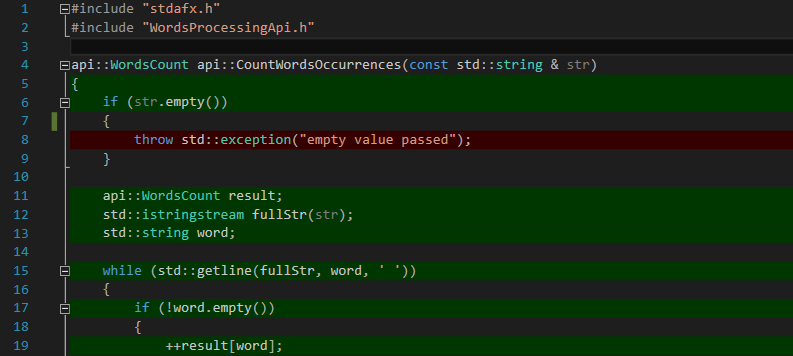 1 #include "stdafx.h"
2 #include "WordsProcessingApi.h"
3
4 api::WordsCount api::CountWordsOccurrences(const std::string & str)
5 {
6     if (str.empty())
7     {
8         throw std::exception("empty value passed");
9     }
10
11     api::WordsCount result;
12     std::istringstream fullStr(str);
13     std::string word;
14
15     while (std::getline(fullStr, word, ' '))
16     {
17         if (!word.empty())
18         {
19             ++result[word];